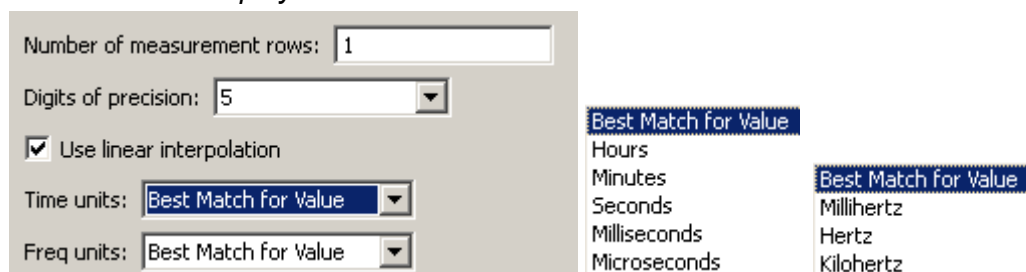 Number of measurement rows: 1
Digits of precision: 5
Use linear interpolation
Time units: Best Match for Value
Freq units: Best Match for Value
Best Match for Value
Hours
Minutes
Seconds
Milliseconds
Microseconds
Best Match for Value
Millihertz
Hertz
Kilohertz